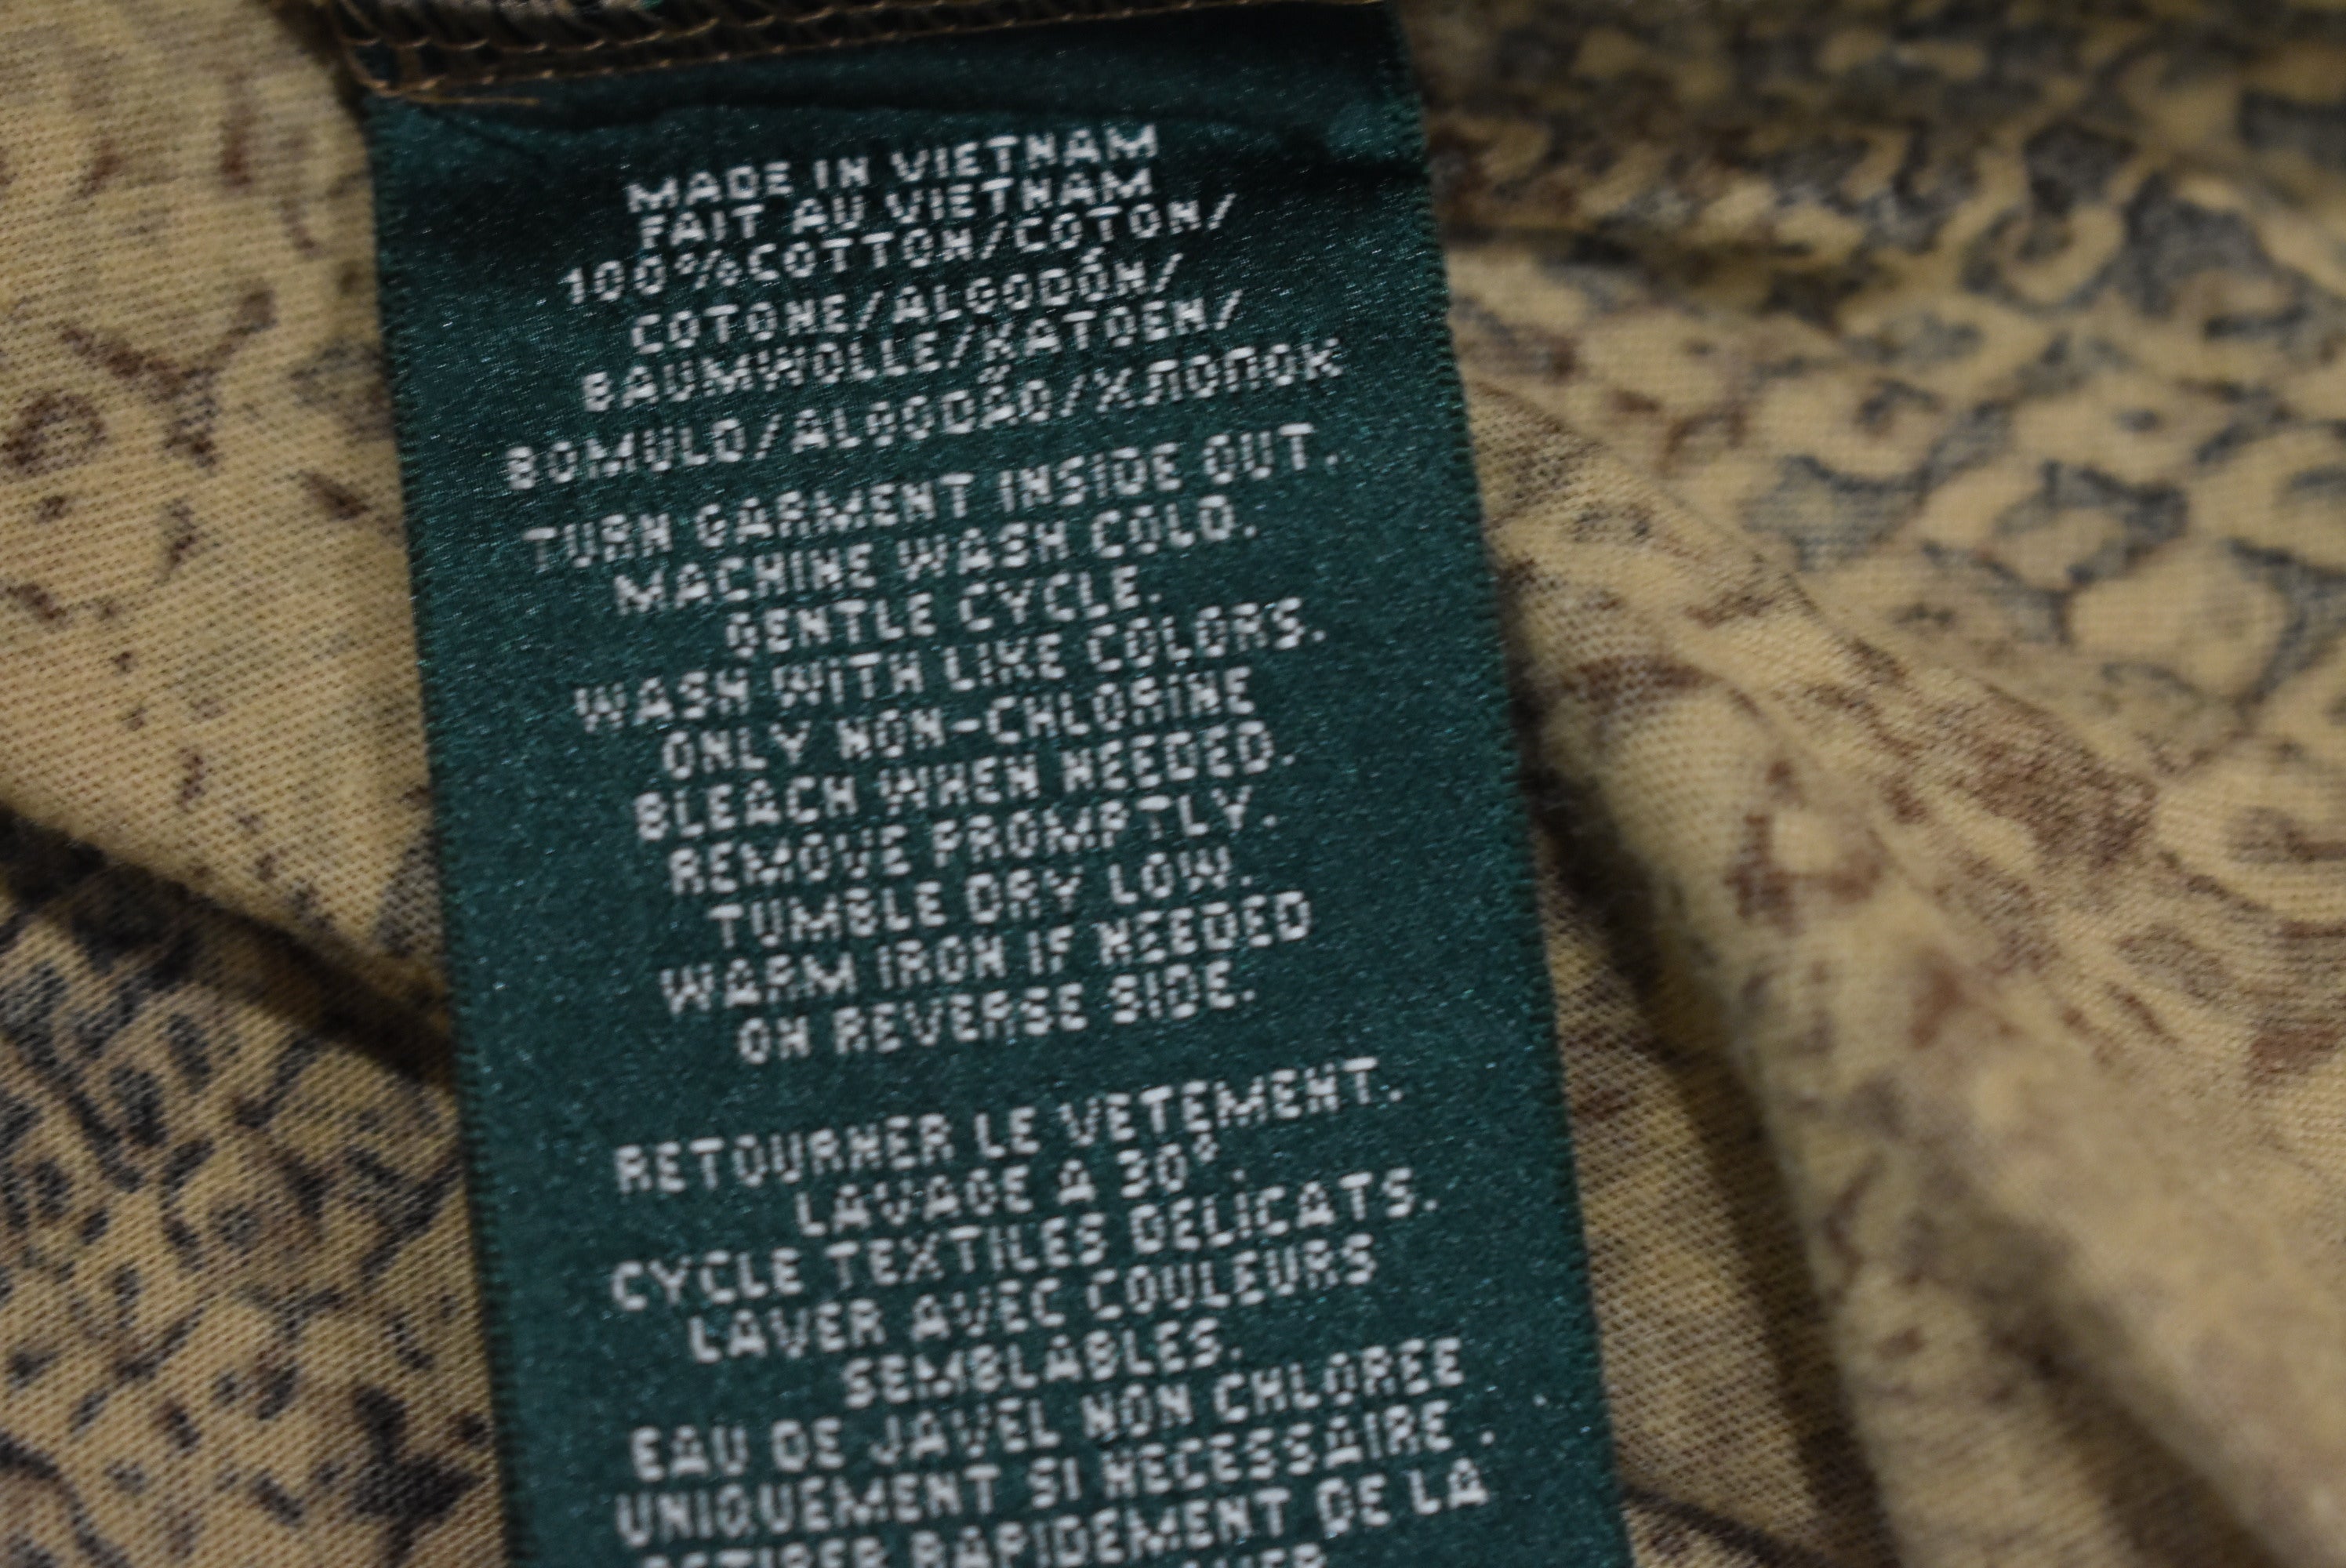 MADE IN VIETNAM
FAIT AU VIETNAM
100%COTTON/COTON/
COTONE/ALGODÓN/
BAUMWOLLE/KATOEN/
BOMULD/ALGODÃO/ХЛОПОК
TURN GARMENT INSIDE OUT.
MACHINE WASH COLD.
GENTLE CYCLE.
WASH WITH LIKE COLORS.
ONLY NON-CHLORINE
BLEACH WHEN NEEDED.
REMOVE PROMPTLY.
TUMBLE DRY LOW.
WARM IRON IF NEEDED
ON REVERSE SIDE.
RETOURNER LE VETEMENT.
LAVAGE A 30°.
CYCLE TEXTILES DELICATS.
LAVER AVEC COULEURS
SEMBLABLES.
EAU DE JAVEL NON CHLOREE
UNIQUEMENT SI NECESSAIRE.
RETIRER RAPIDEMENT DE LA